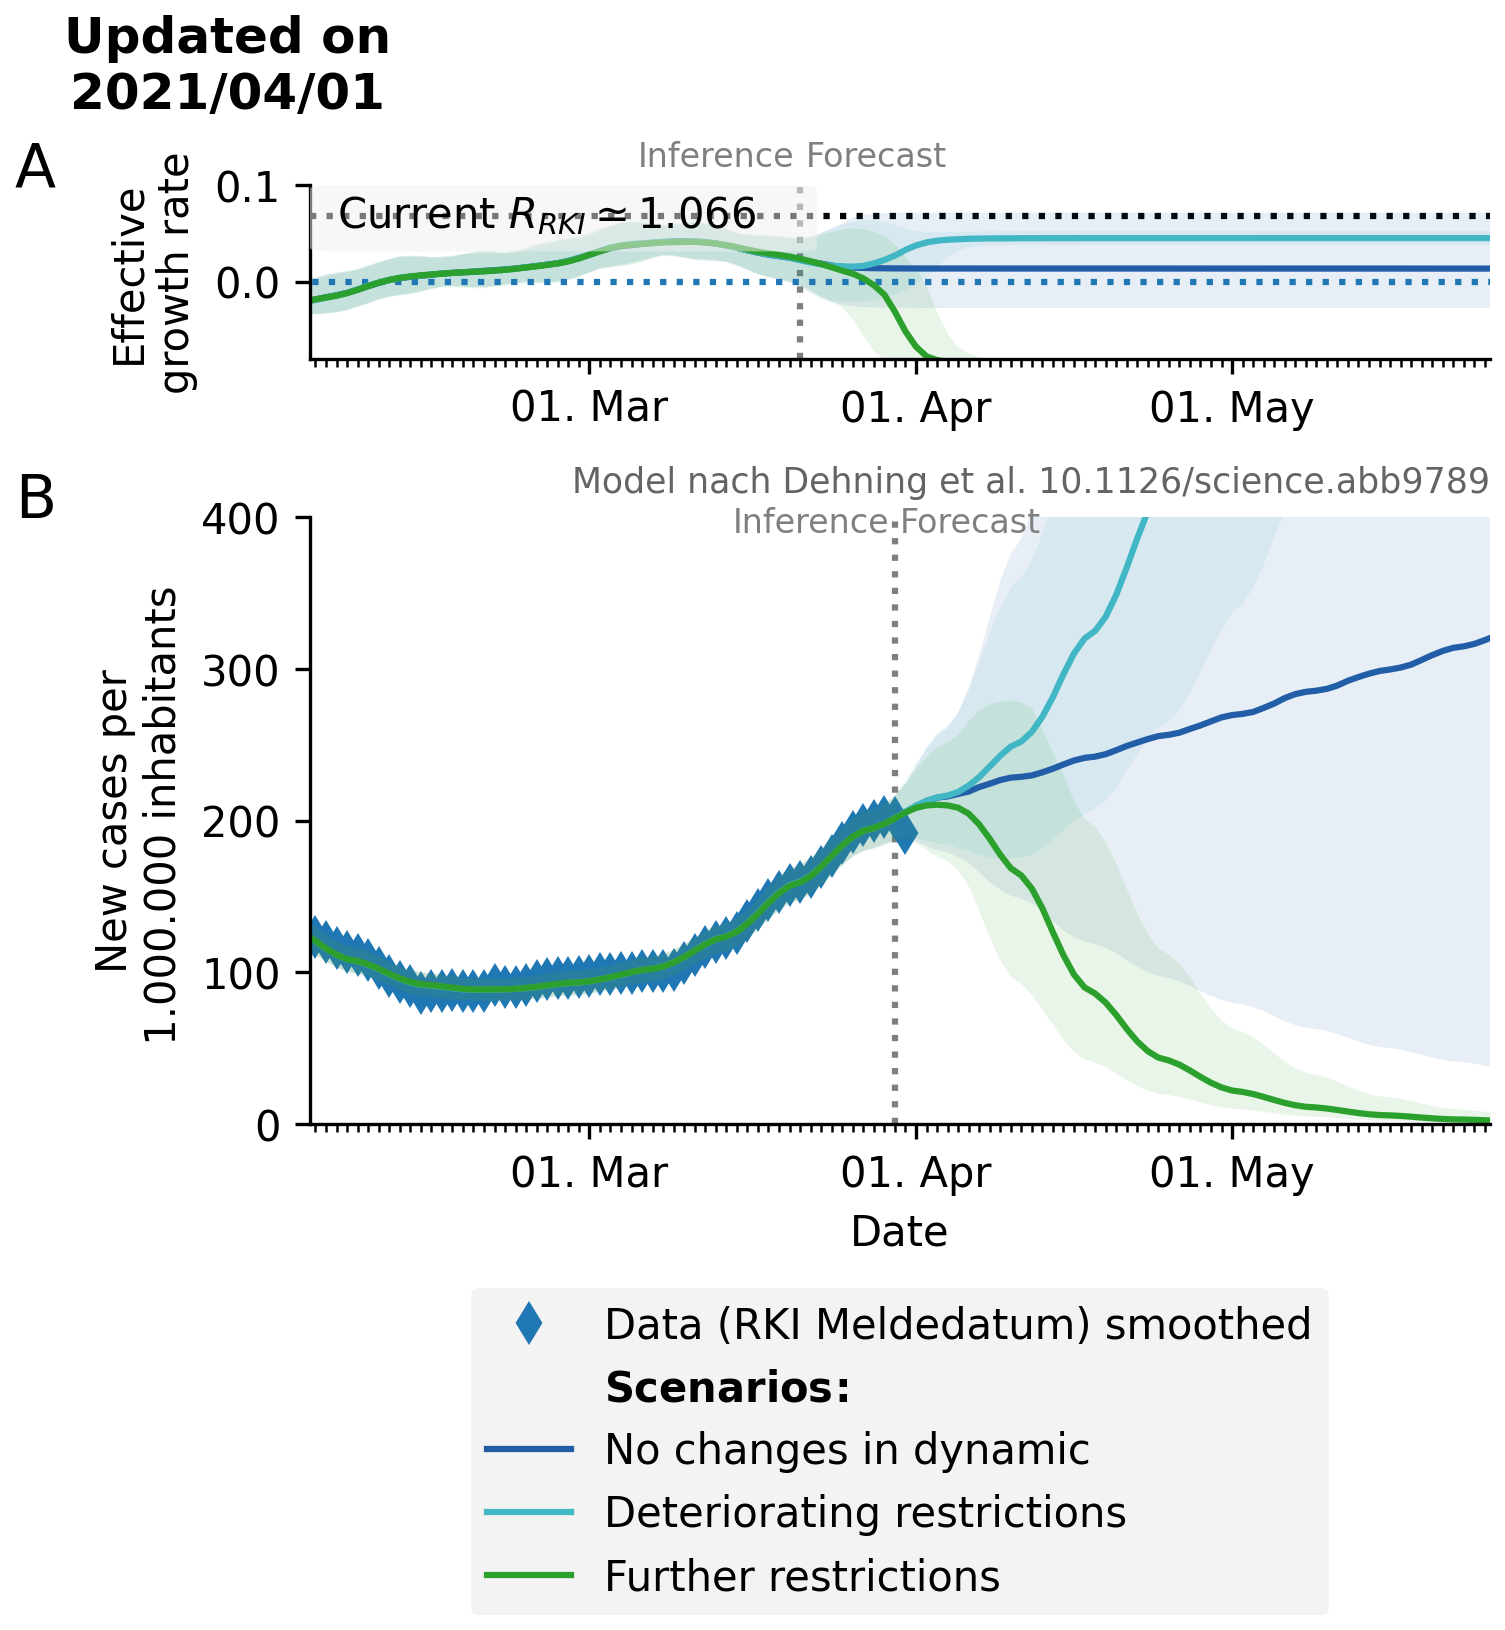 Updated on
2021/04/01
A
Inference Forecast
Effective
growth rate
0.1
0.0
Current R_RKI ≃ 1.066
01. Mar 01. Apr 01. May
B
Model nach Dehning et al. 10.1126/science.abb9789
Inference Forecast
New cases per
1.000.000 inhabitants
400
300
200
100
0
01. Mar 01. Apr 01. May
Date
Data (RKI Meldedatum) smoothed
Scenarios:
No changes in dynamic
Deteriorating restrictions
Further restrictions